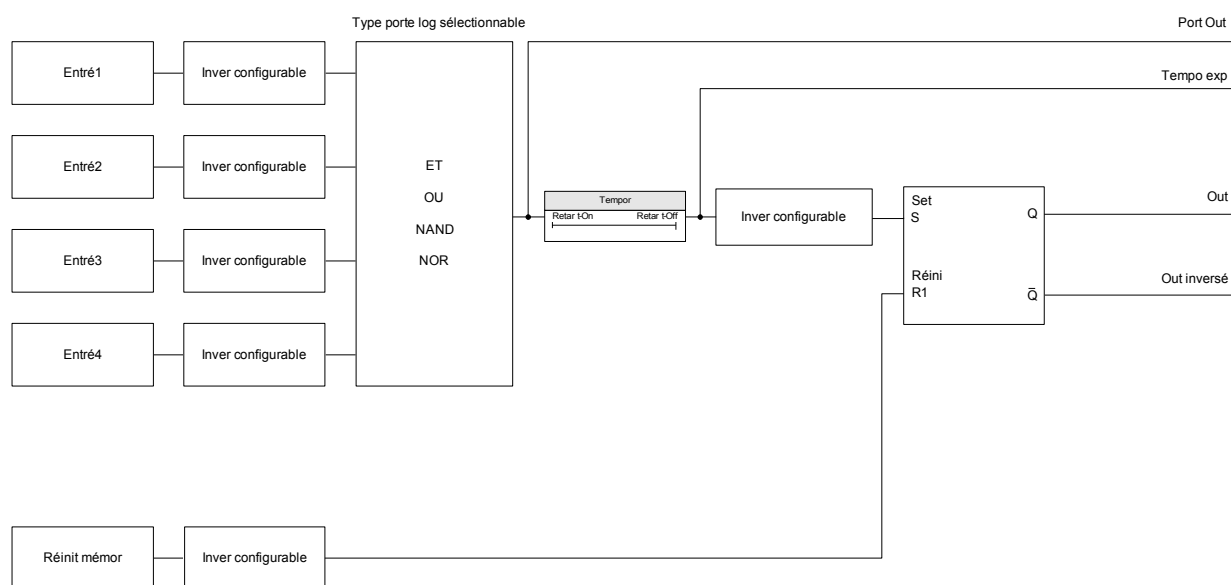 Type porte log sélectionnable
Port Out
Entré1
Inver configurable
Tempo exp
Entré2
Inver configurable
ET
OU
NAND
NOR
Tempor
Retar t-On
Retar t-Off
Inver configurable
Set
S
Q
Out
Entré3
Inver configurable
Réini
R1
Q̅
Out inversé
Entré4
Inver configurable
Réinit mémor
Inver configurable